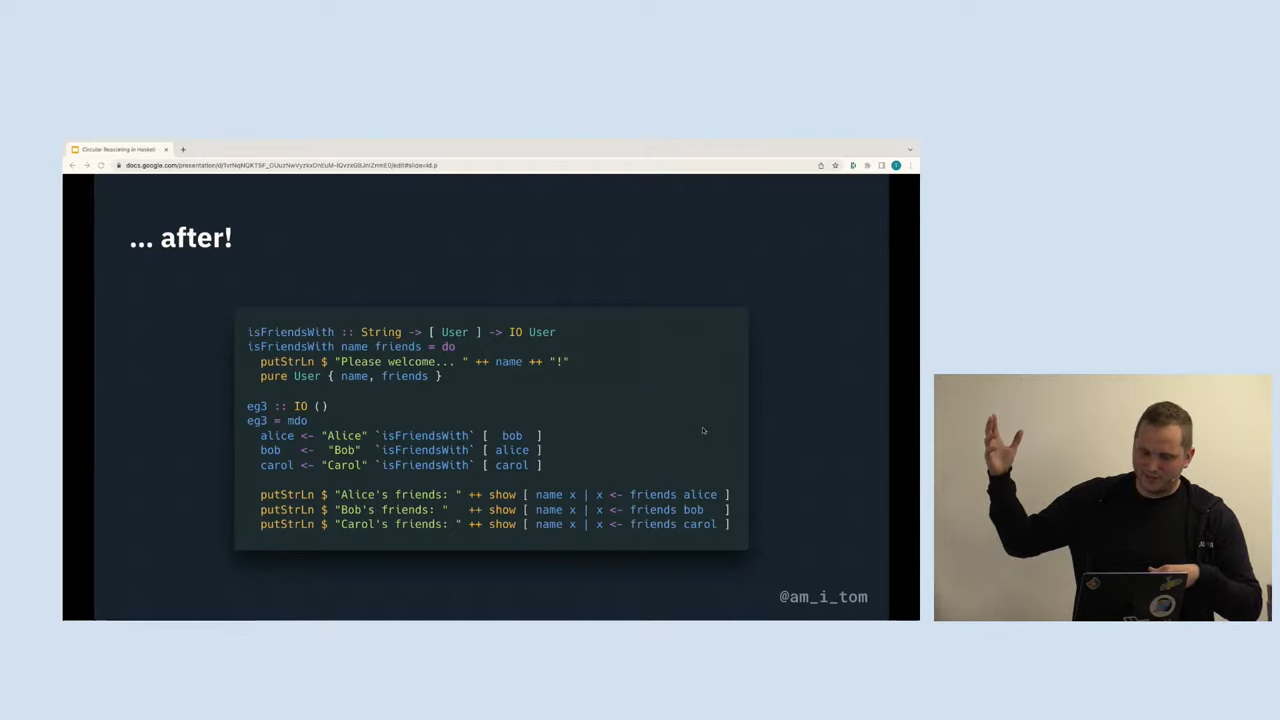 Circular Reasoning in Haskell
... after!
isFriendsWith :: String -> [ User ] -> IO User
isFriendsWith name friends = do
  putStrLn $ "Please welcome... " ++ name ++ "!"
  pure User { name, friends }
eg3 :: IO ()
eg3 = mdo
  alice <- "Alice" `isFriendsWith` [  bob  ]
  bob   <-  "Bob"  `isFriendsWith` [ alice ]
  carol <- "Carol" `isFriendsWith` [ carol ]
  putStrLn $ "Alice's friends: " ++ show [ name x | x <- friends alice ]
  putStrLn $ "Bob's friends: "   ++ show [ name x | x <- friends bob   ]
  putStrLn $ "Carol's friends: " ++ show [ name x | x <- friends carol ]
@am_i_tom